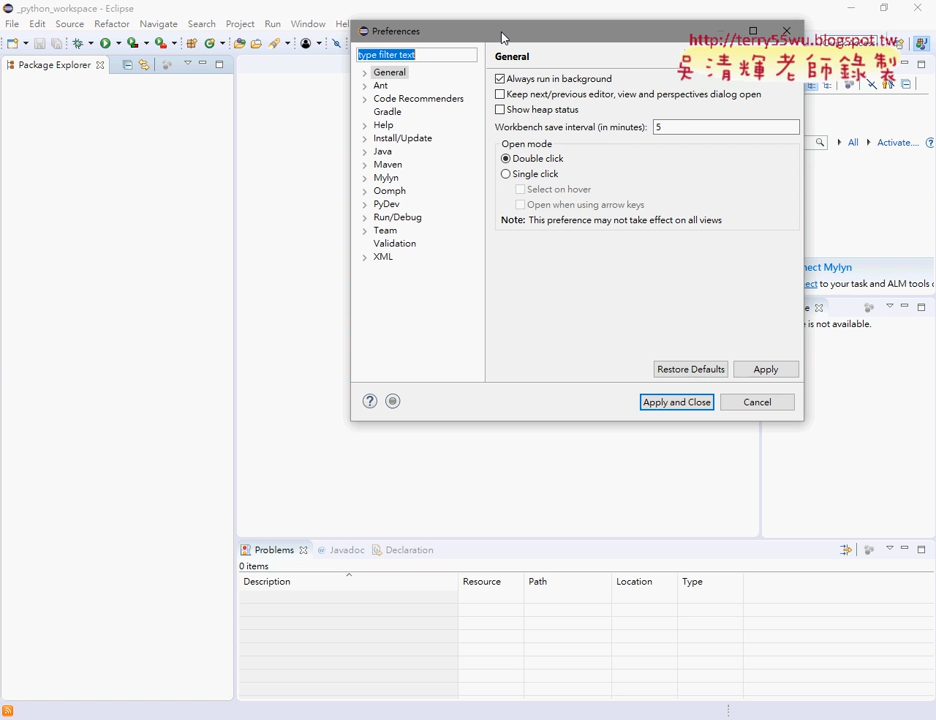 _python_workspace - Eclipse
File Edit Source Refactor Navigate Search Project Run Window
Package Explorer
Preferences
type filter text
General
Ant
Code Recommenders
Gradle
Help
Install/Update
Java
Maven
Mylyn
Oomph
PyDev
Run/Debug
Team
Validation
XML
General
Always run in background
Keep next/previous editor, view and perspectives dialog open
Show heap status
Workbench save interval (in minutes): 5
Open mode
Double click
Single click
Select on hover
Open when using arrow keys
Note: This preference may not take effect on all views
Restore Defaults Apply
Apply and Close Cancel
http://terry55wu.blogspot.tw
吳清輝老師錄製
All Activate...
Mylyn
to your task and ALM tools
is not available.
Problems Javadoc Declaration
0 items
Description Resource Path Location Type